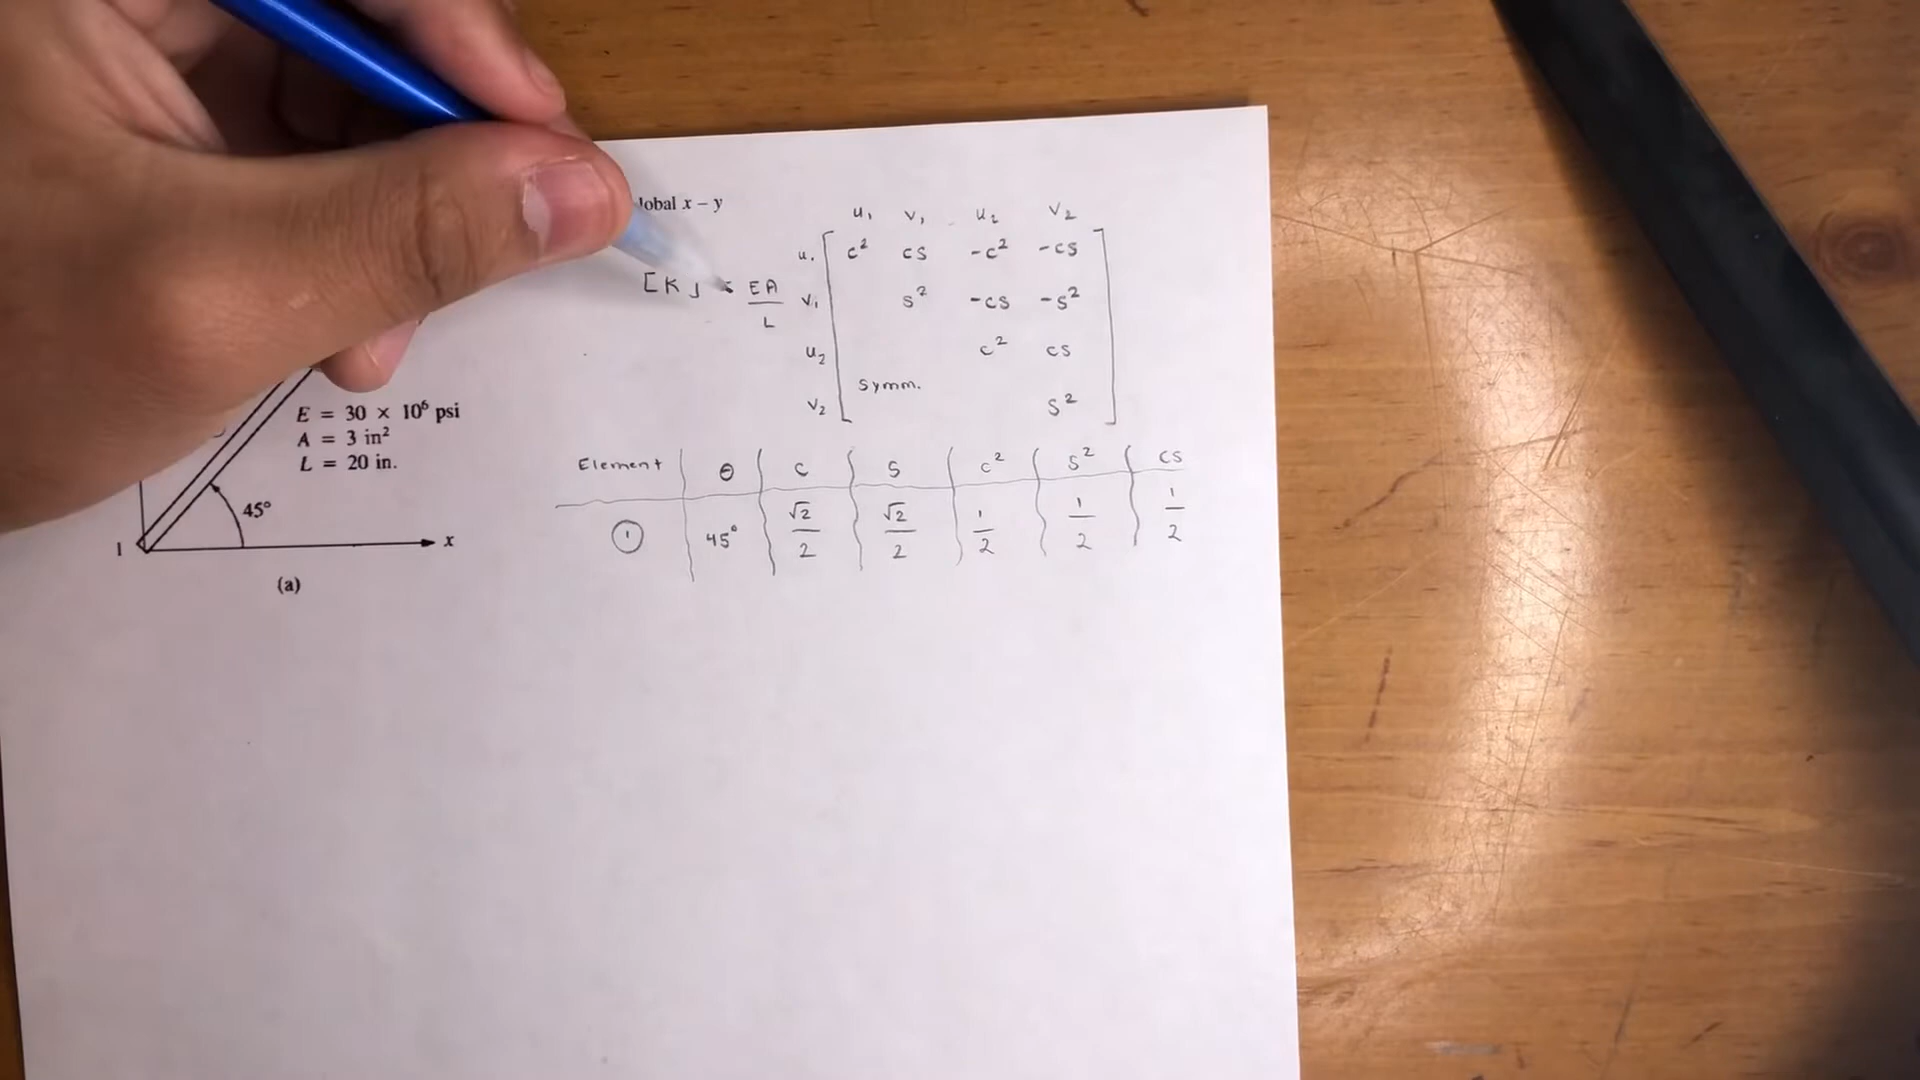 lobal x – y
u₁ v₁ u₂ v₂
u₁ c² cs -c² -cs
[K] = EA
L
v₁ s² -cs -s²
u₂ c² cs
symm.
v₂ s²
E = 30 × 10⁶ psi
A = 3 in²
L = 20 in.
45°
1
x
(a)
Element θ c s c² s² cs
① 45° √2/2 √2/2 1/2 1/2 1/2